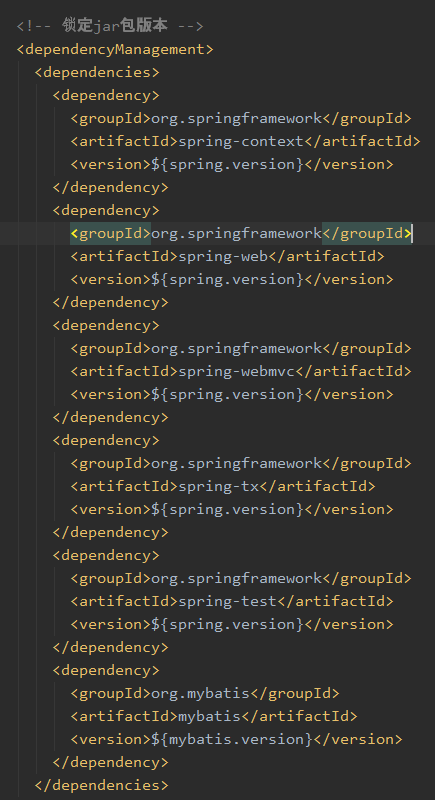 <!-- 锁定jar包版本 -->
<dependencyManagement>
<dependencies>
<dependency>
<groupId>org.springframework</groupId>
<artifactId>spring-context</artifactId>
<version>${spring.version}</version>
</dependency>
<dependency>
<groupId>org.springframework</groupId>
<artifactId>spring-web</artifactId>
<version>${spring.version}</version>
</dependency>
<dependency>
<groupId>org.springframework</groupId>
<artifactId>spring-webmvc</artifactId>
<version>${spring.version}</version>
</dependency>
<dependency>
<groupId>org.springframework</groupId>
<artifactId>spring-tx</artifactId>
<version>${spring.version}</version>
</dependency>
<dependency>
<groupId>org.springframework</groupId>
<artifactId>spring-test</artifactId>
<version>${spring.version}</version>
</dependency>
<dependency>
<groupId>org.mybatis</groupId>
<artifactId>mybatis</artifactId>
<version>${mybatis.version}</version>
</dependency>
</dependencies>